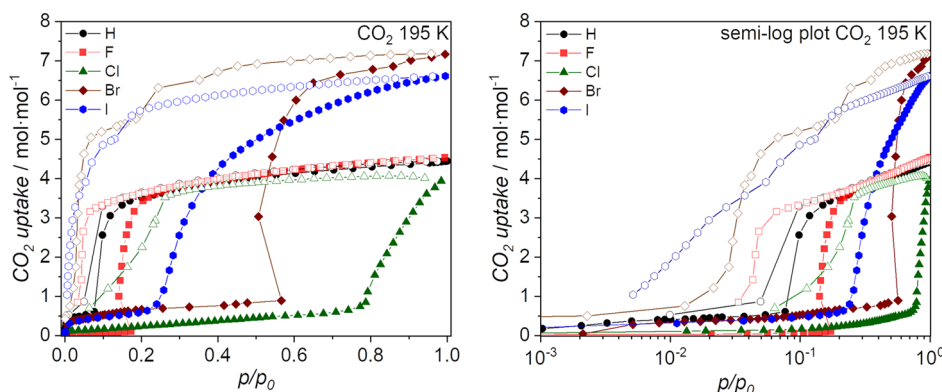 8
7
6
5
4
3
2
1
0
CO₂ uptake / mol·mol⁻¹
H
F
Cl
Br
I
CO₂ 195 K
0.0 0.2 0.4 0.6 0.8 1.0
p/p₀
8
7
6
5
4
3
2
1
0
CO₂ uptake / mol·mol⁻¹
H
F
Cl
Br
I
semi-log plot CO₂ 195 K
10⁻³ 10⁻² 10⁻¹ 10⁰
p/p₀